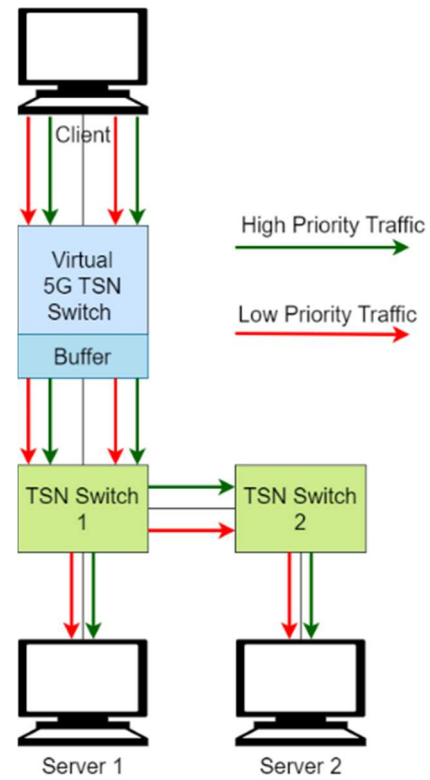 Client
Virtual
5G TSN
Switch
Buffer
High Priority Traffic
Low Priority Traffic
TSN Switch
1
TSN Switch
2
Server 1
Server 2